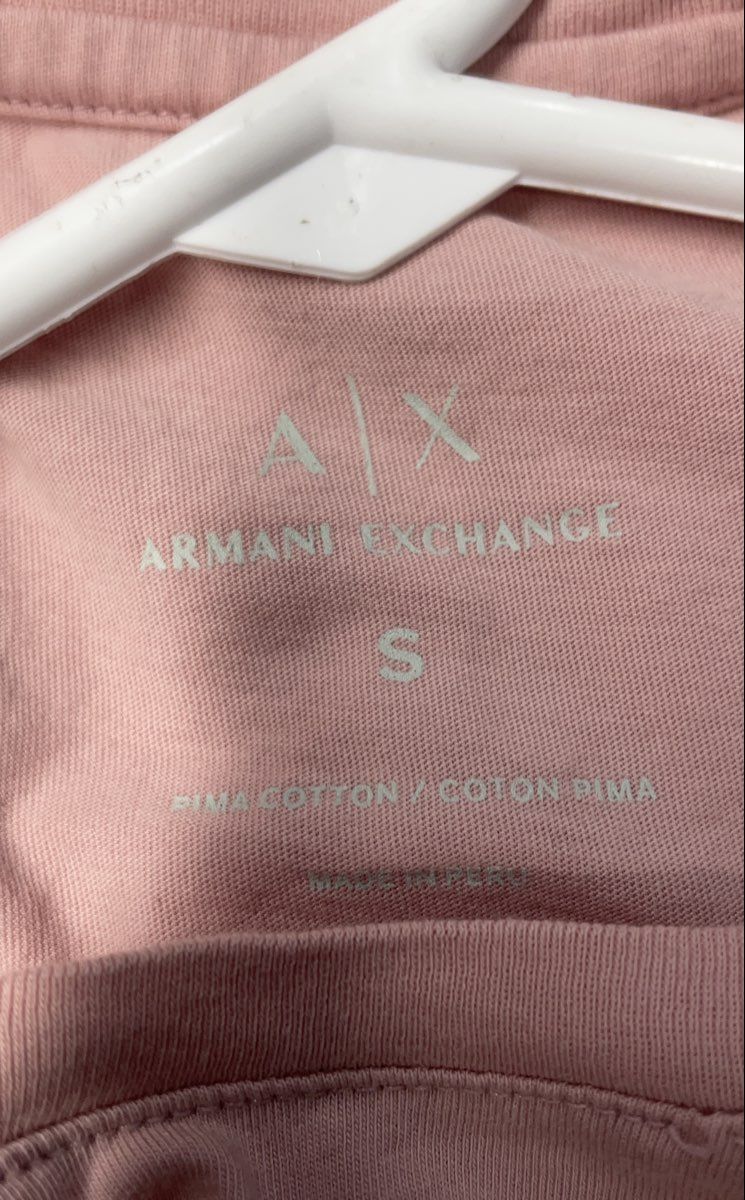 A|X
ARMANI EXCHANGE
S
PIMA COTTON / COTON PIMA
MADE IN PERU